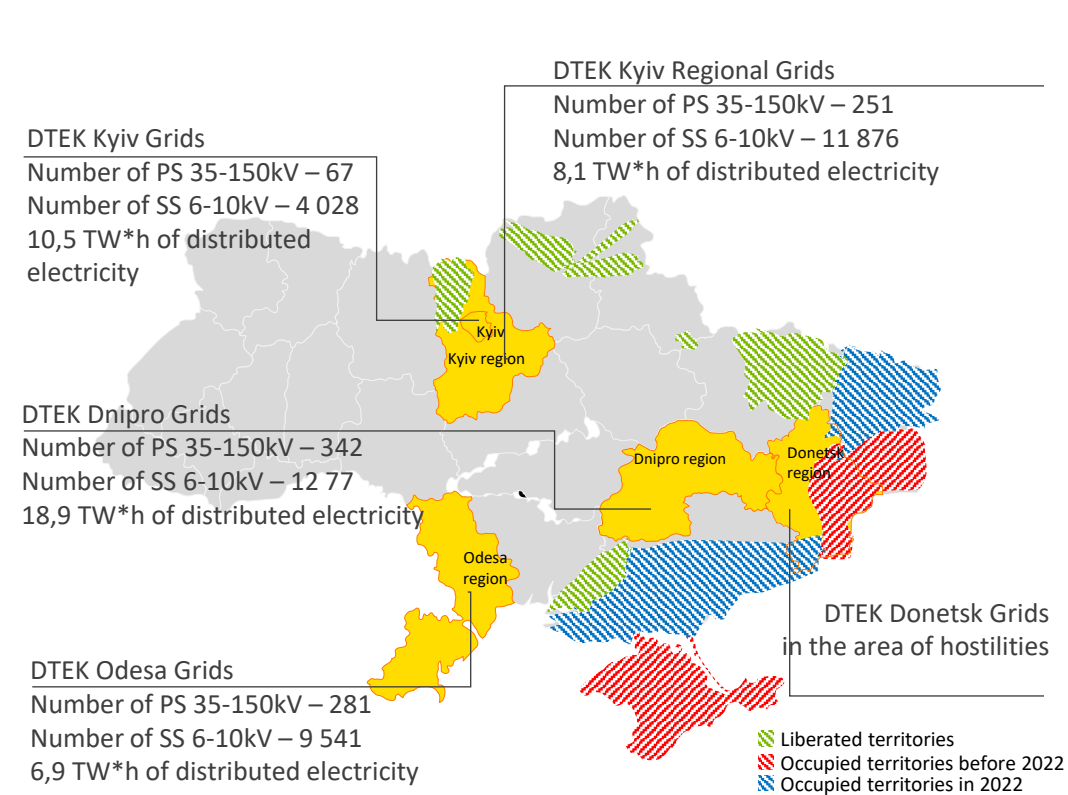 DTEK Kyiv Regional Grids
Number of PS 35-150kV – 251
Number of SS 6-10kV – 11 876
8,1 TW*h of distributed electricity
DTEK Kyiv Grids
Number of PS 35-150kV – 67
Number of SS 6-10kV – 4 028
10,5 TW*h of distributed
electricity
Kyiv
Kyiv region
DTEK Dnipro Grids
Number of PS 35-150kV – 342
Number of SS 6-10kV – 12 77
18,9 TW*h of distributed electricity
Dnipro region
Donetsk
region
Odesa
region
DTEK Donetsk Grids
in the area of hostilities
DTEK Odesa Grids
Number of PS 35-150kV – 281
Number of SS 6-10kV – 9 541
6,9 TW*h of distributed electricity
Liberated territories
Occupied territories before 2022
Occupied territories in 2022